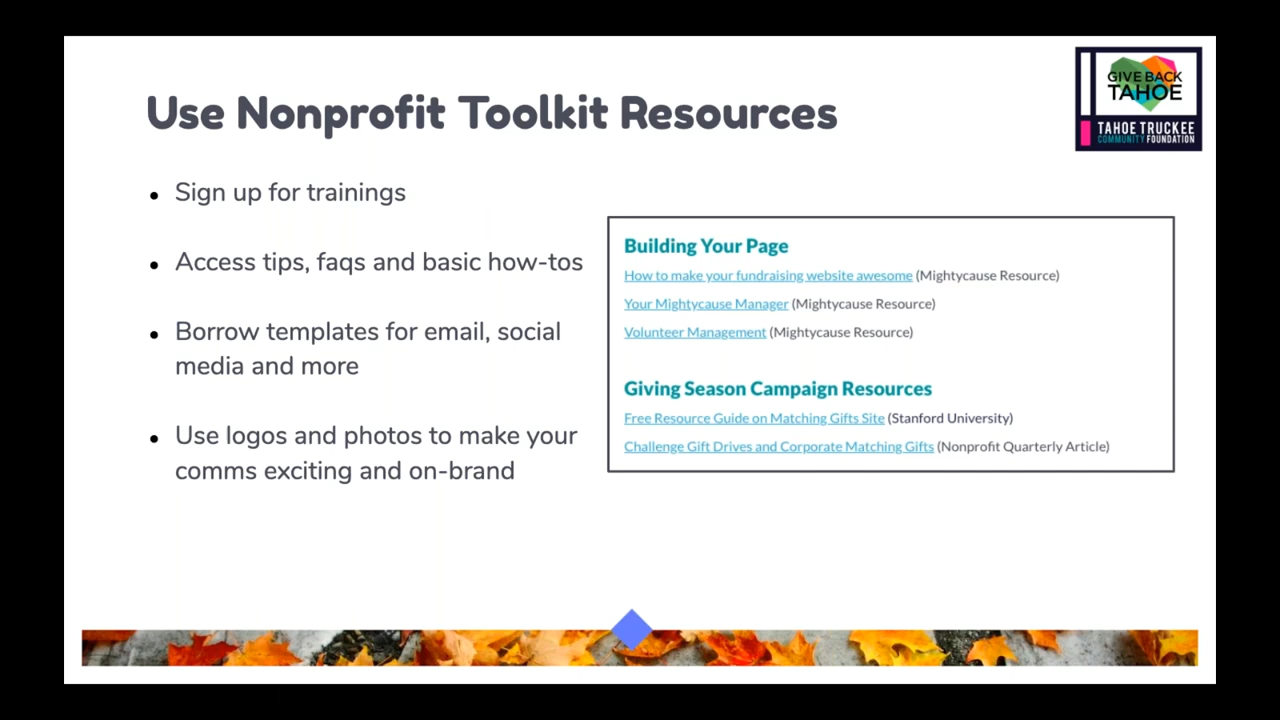 GIVE BACK
TAHOE
TAHOE TRUCKEE
COMMUNITY FOUNDATION
Use Nonprofit Toolkit Resources
• Sign up for trainings
• Access tips, faqs and basic how-tos
• Borrow templates for email, social
media and more
• Use logos and photos to make your
comms exciting and on-brand
Building Your Page
How to make your fundraising website awesome (Mightycause Resource)
Your Mightycause Manager (Mightycause Resource)
Volunteer Management (Mightycause Resource)
Giving Season Campaign Resources
Free Resource Guide on Matching Gifts Site (Stanford University)
Challenge Gift Drives and Corporate Matching Gifts (Nonprofit Quarterly Article)